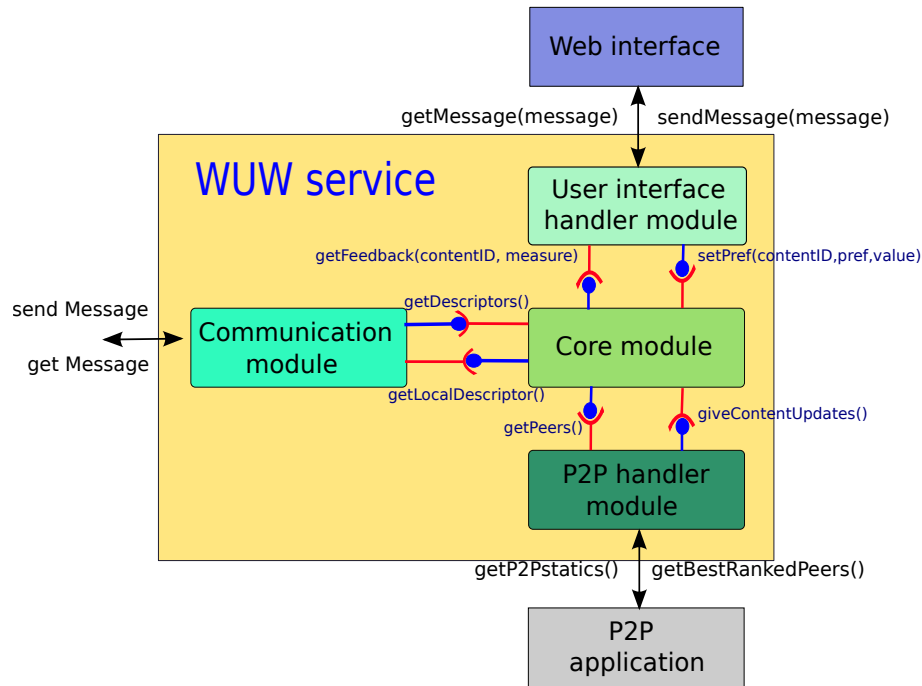 Web interface
getMessage(message)
sendMessage(message)
WUW service
User interface
handler module
getFeedback(contentID, measure)
setPref(contentID,pref,value)
send Message
get Message
getDescriptors()
Communication
module
Core module
getLocalDescriptor()
getPeers()
giveContentUpdates()
P2P handler
module
getP2Pstatics()
getBestRankedPeers()
P2P
application